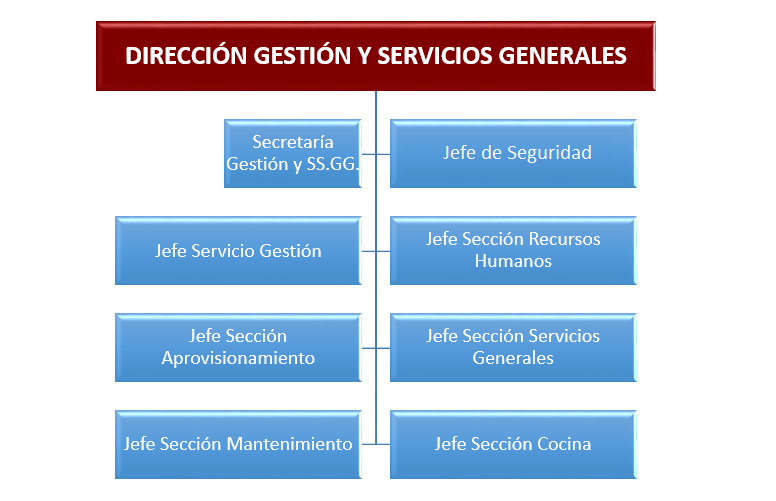 DIRECCIÓN GESTIÓN Y SERVICIOS GENERALES
Secretaría
Gestión y SS.GG.
Jefe de Seguridad
Jefe Servicio Gestión
Jefe Sección Recursos
Humanos
Jefe Sección
Aprovisionamiento
Jefe Sección Servicios
Generales
Jefe Sección Mantenimiento
Jefe Sección Cocina